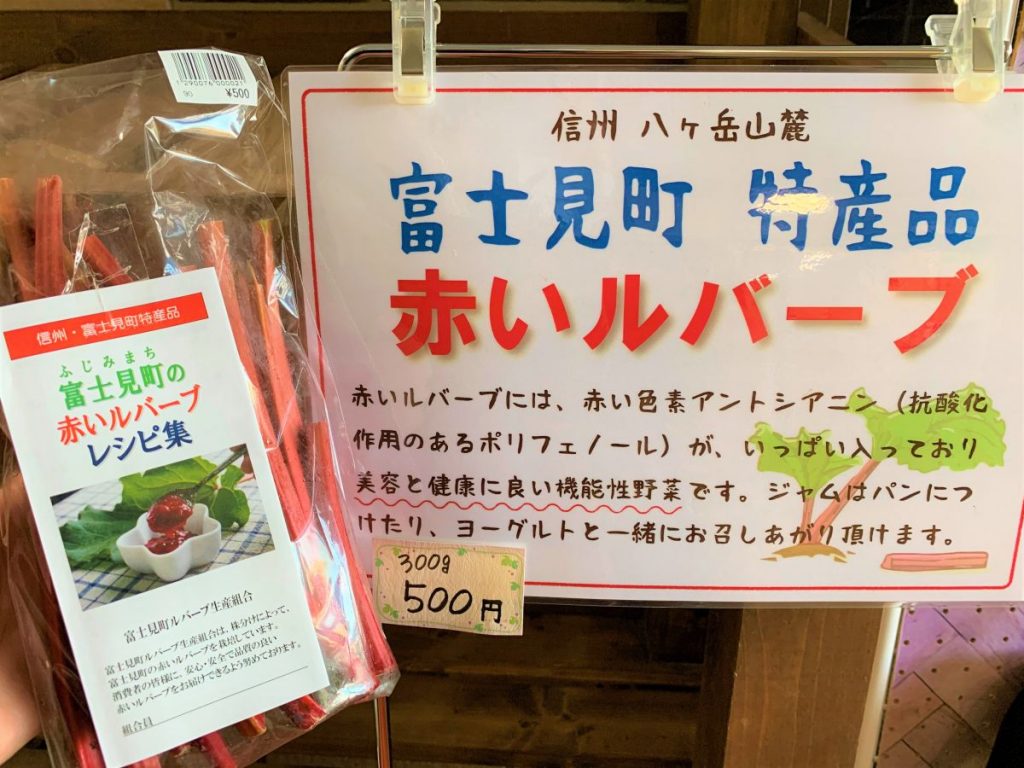 1290076000021
90 ¥500
信州・富士見町特産品
ふじみまち
富士見町の
赤いルバーブ
レシピ集
富士見町ルバーブ生産組合
富士見町ルバーブ生産組合は、株分けによって、
富士見町の赤いルバーブを栽培しています。
消費者の皆様に、安心・安全で品質の良い
赤いルバーブをお届けできるよう努めております。
組合員
信州 八ヶ岳山麓
富士見町 特産品
赤いルバーブ
赤いルバーブには、赤い色素アントシアニン（抗酸化
作用のあるポリフェノール）が、いっぱい入っており
美容と健康に良い機能性野菜です。ジャムはパンにつ
けたり、ヨーグルトと一緒にお召しあがり頂けます。
300g
500円